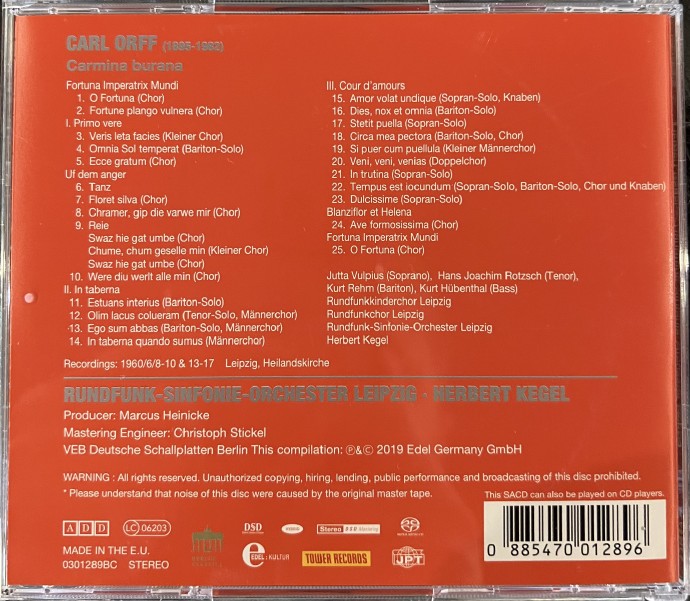 CARL ORFF (1895-1982)
Carmina burana
Fortuna Imperatrix Mundi
1. O Fortuna (Chor)
2. Fortune plango vulnera (Chor)
I. Primo vere
3. Veris leta facies (Kleiner Chor)
4. Omnia Sol temperat (Bariton-Solo)
5. Ecce gratum (Chor)
Uf dem anger
6. Tanz
7. Floret silva (Chor)
8. Chramer, gip die varwe mir (Chor)
9. Reie
Swaz hie gat umbe (Chor)
Chume, chum geselle min (Kleiner Chor)
Swaz hie gat umbe (Chor)
10. Were diu werlt alle min (Chor)
II. In taberna
11. Estuans interius (Bariton-Solo)
12. Olim lacus colueram (Tenor-Solo, Männerchor)
13. Ego sum abbas (Bariton-Solo, Männerchor)
14. In taberna quando sumus (Männerchor)
III. Cour d'amours
15. Amor volat undique (Sopran-Solo, Knaben)
16. Dies, nox et omnia (Bariton-Solo)
17. Stetit puella (Sopran-Solo)
18. Circa mea pectora (Bariton-Solo, Chor)
19. Si puer cum puellula (Kleiner Männerchor)
20. Veni, veni, venias (Doppelchor)
21. In trutina (Sopran-Solo)
22. Tempus est iocundum (Sopran-Solo, Bariton-Solo, Chor und Knaben)
23. Dulcissime (Sopran-Solo)
Blanziflor et Helena
24. Ave formosissima (Chor)
Fortuna Imperatrix Mundi
25. O Fortuna (Chor)
Jutta Vulpius (Soprano), Hans Joachim Rotzsch (Tenor),
Kurt Rehm (Bariton), Kurt Hübenthal (Bass)
Rundfunkkinderchor Leipzig
Rundfunkchor Leipzig
Rundfunk-Sinfonie-Orchester Leipzig
Herbert Kegel
Recordings: 1960/6/8-10 & 13-17 Leipzig, Heilandskirche
RUNDFUNK-SINFONIE-ORCHESTER LEIPZIG · HERBERT KEGEL
Producer: Marcus Heinicke
Mastering Engineer: Christoph Stickel
VEB Deutsche Schallplatten Berlin This compilation: ℗&© 2019 Edel Germany GmbH
WARNING : All rights reserved. Unauthorized copying, hiring, lending, public performance and broadcasting of this disc prohibited.
* Please understand that noise of this disc were caused by the original master tape.
This SACD can also be played on CD players.
ADD LC 06203
DSD
Stereo DSD Mastering
EDEL:KULTUR
TOWER RECORDS
JPT
MADE IN THE E.U.
0301289BC STEREO
0 885470 012896